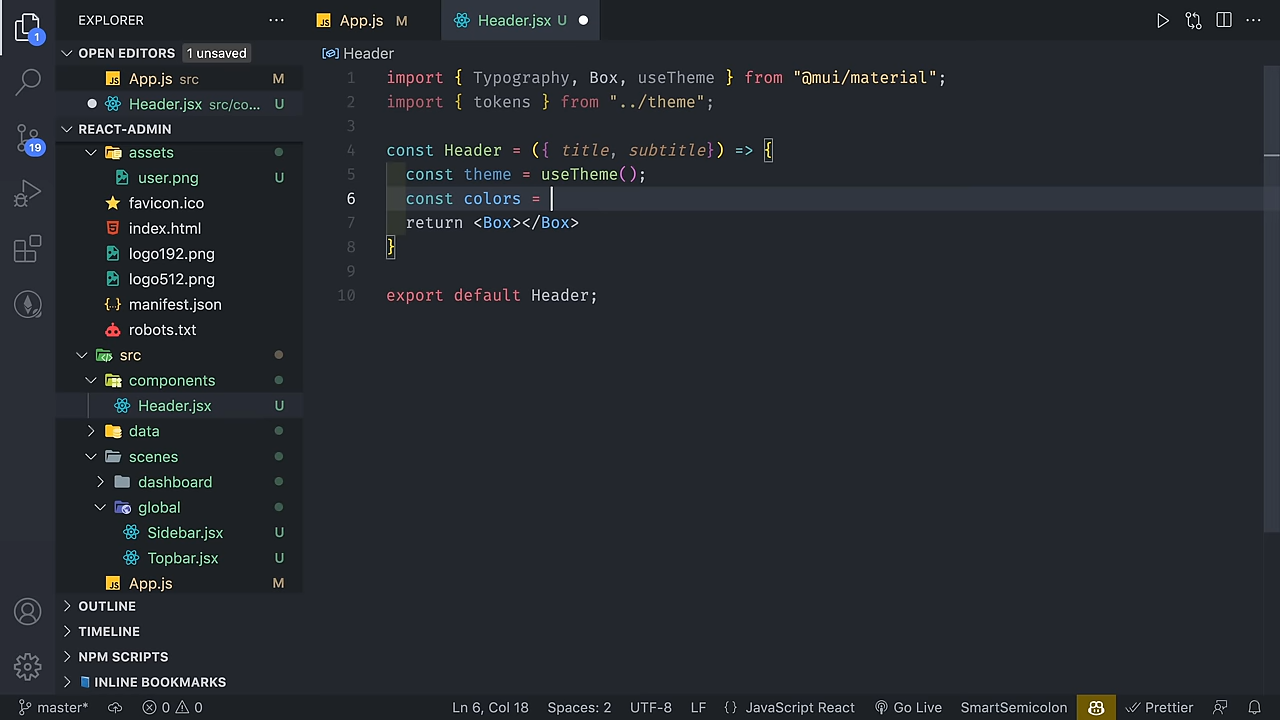 EXPLORER
OPEN EDITORS 1 unsaved
App.js src M
Header.jsx src/co... U
REACT-ADMIN
assets
user.png U
favicon.ico
index.html
logo192.png
logo512.png
manifest.json
robots.txt
src
components
Header.jsx U
data
scenes
dashboard
global
Sidebar.jsx U
Topbar.jsx U
App.js M
OUTLINE
TIMELINE
NPM SCRIPTS
INLINE BOOKMARKS
1
19
App.js M
Header.jsx U
Header
1 import { Typography, Box, useTheme } from "@mui/material";
2 import { tokens } from "../theme";
3
4 const Header = ({ title, subtitle}) => {
5 const theme = useTheme();
6 const colors =
7 return <Box></Box>
8 }
9
10 export default Header;
master* 0 0 Ln 6, Col 18 Spaces: 2 UTF-8 LF {} JavaScript React Go Live SmartSemicolon Prettier